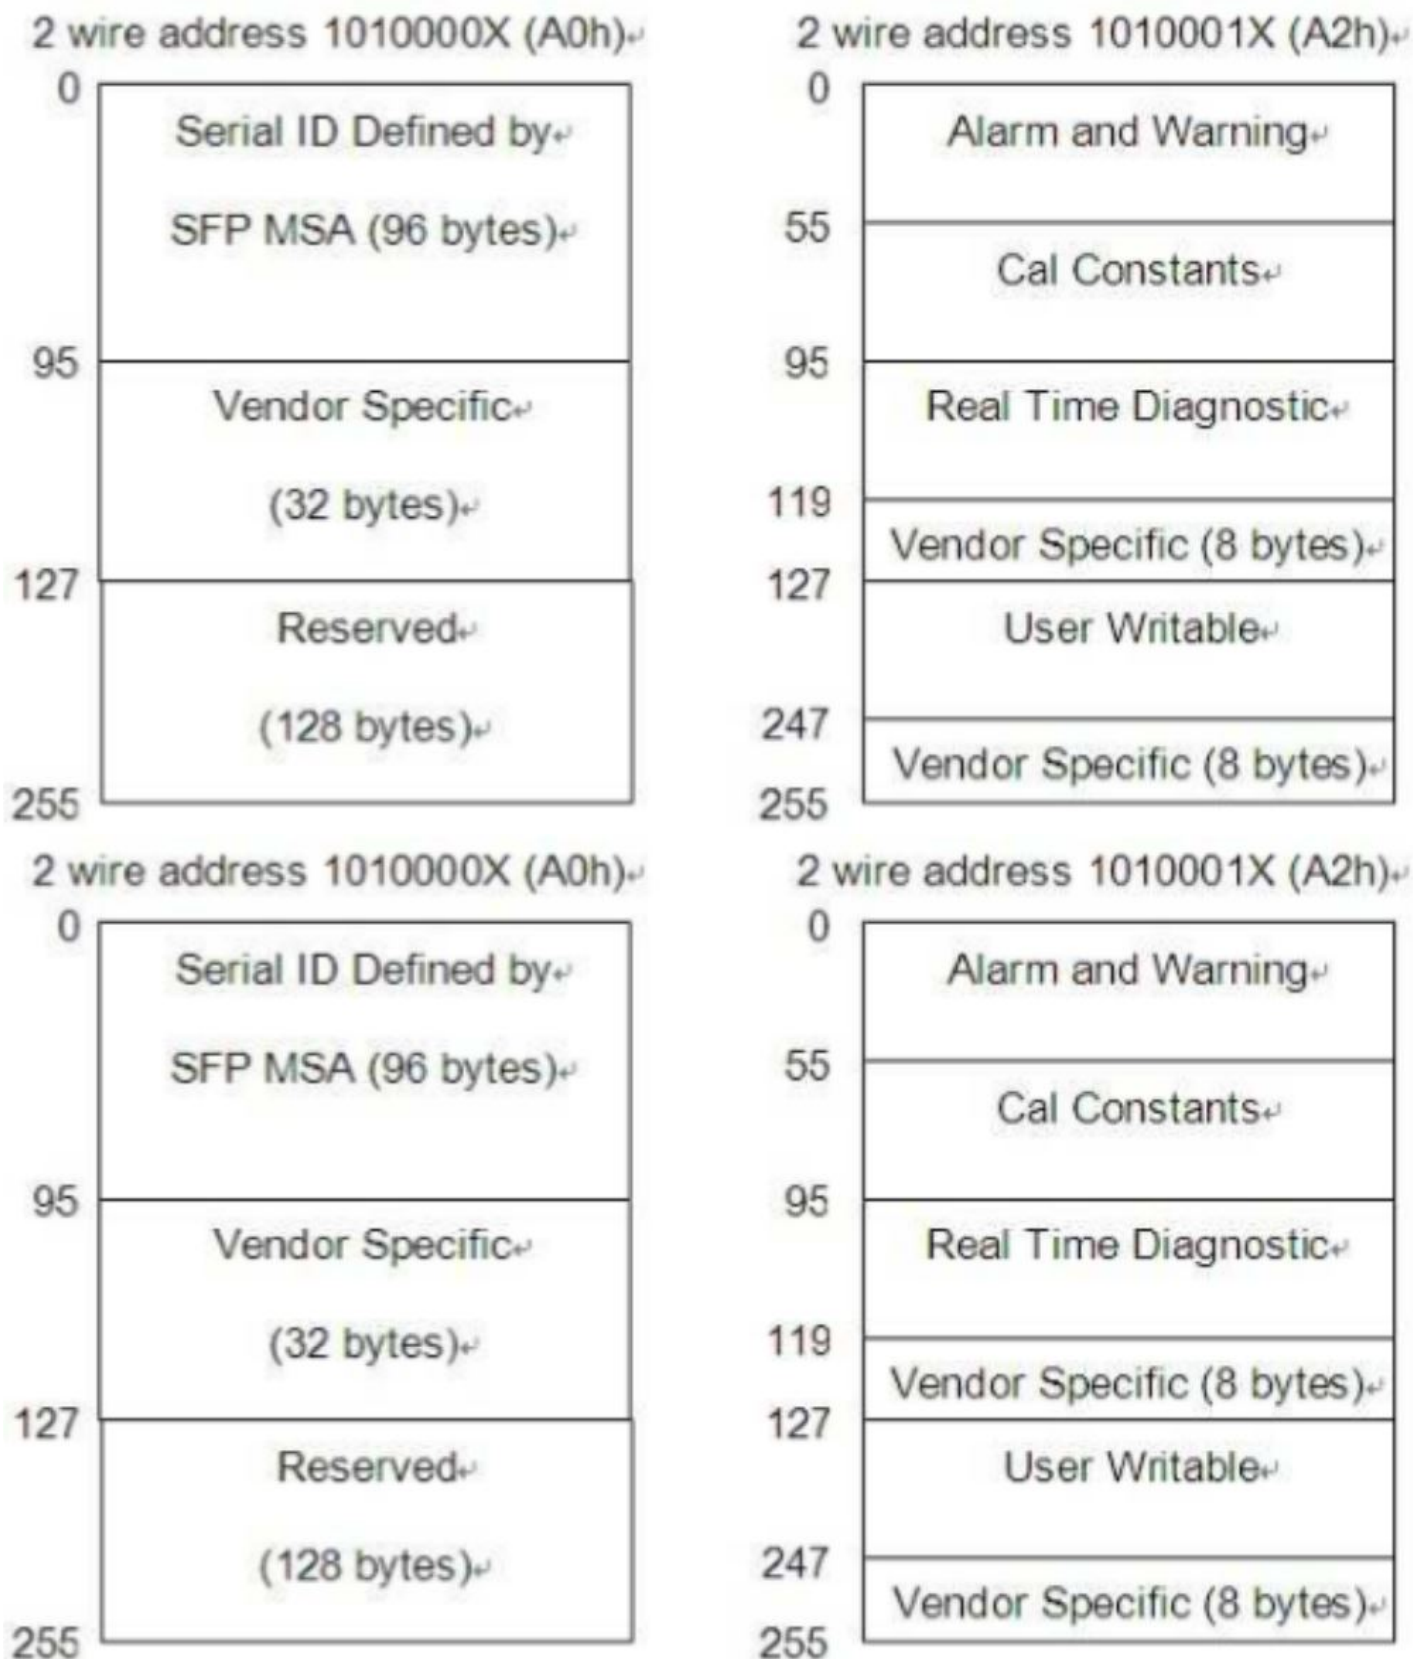 2 wire address 1010000X (A0h)↵
0
Serial ID Defined by↵
SFP MSA (96 bytes)↵
95
Vendor Specific↵
(32 bytes)↵
127
Reserved↵
(128 bytes)↵
255
2 wire address 1010001X (A2h)↵
0
Alarm and Warning↵
55
Cal Constants↵
95
Real Time Diagnostic↵
119
Vendor Specific (8 bytes)↵
127
User Writable↵
247
Vendor Specific (8 bytes)↵
255
2 wire address 1010000X (A0h)↵
0
Serial ID Defined by↵
SFP MSA (96 bytes)↵
95
Vendor Specific↵
(32 bytes)↵
127
Reserved↵
(128 bytes)↵
255
2 wire address 1010001X (A2h)↵
0
Alarm and Warning↵
55
Cal Constants↵
95
Real Time Diagnostic↵
119
Vendor Specific (8 bytes)↵
127
User Writable↵
247
Vendor Specific (8 bytes)↵
255